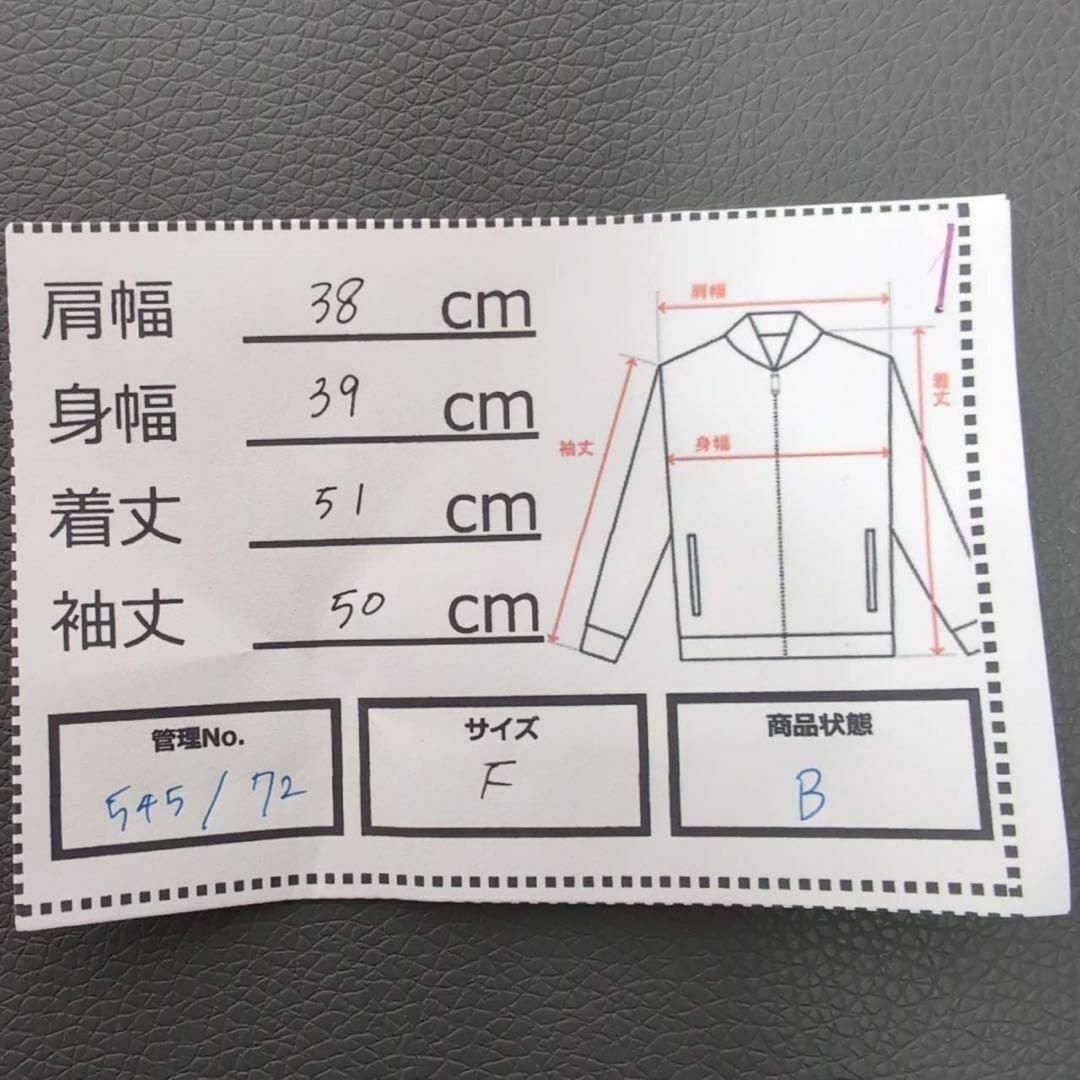 肩幅 38 cm
身幅 39 cm
着丈 51 cm
袖丈 50 cm
1
肩幅
着丈
袖丈
身幅
管理No.
545/72
サイズ
F
商品状態
B